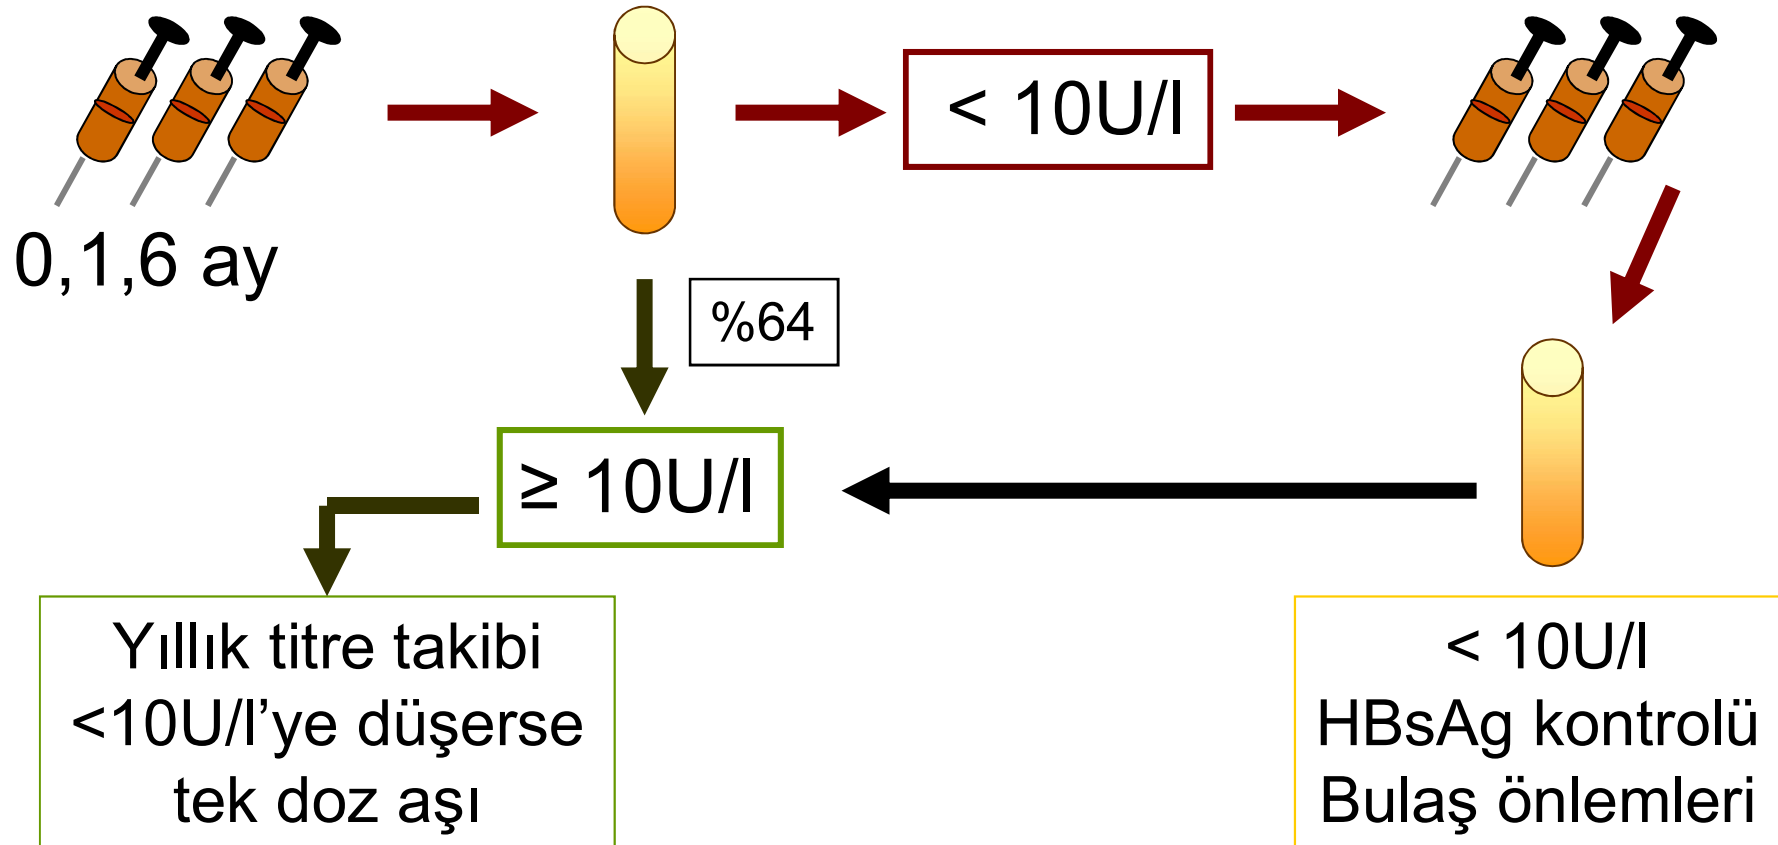 < 10U/l
0,1,6 ay
%64
≥ 10U/l
Yıllık titre takibi
<10U/l’ye düşerse
tek doz aşı
< 10U/l
HBsAg kontrolü
Bulaş önlemleri